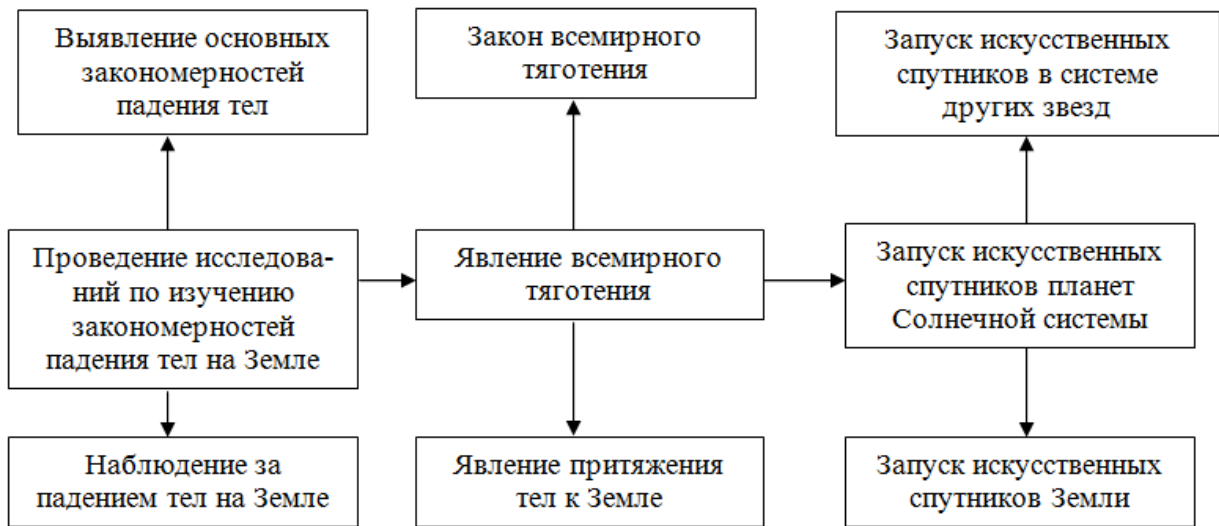 Выявление основных
закономерностей
падения тел
Закон всемирного
тяготения
Запуск искусственных
спутников в системе
других звезд
Проведение исследова-
ний по изучению
закономерностей
падения тел на Земле
Явление всемирного
тяготения
Запуск искусственных
спутников планет
Солнечной системы
Наблюдение за
падением тел на Земле
Явление притяжения
тел к Земле
Запуск искусственных
спутников Земли